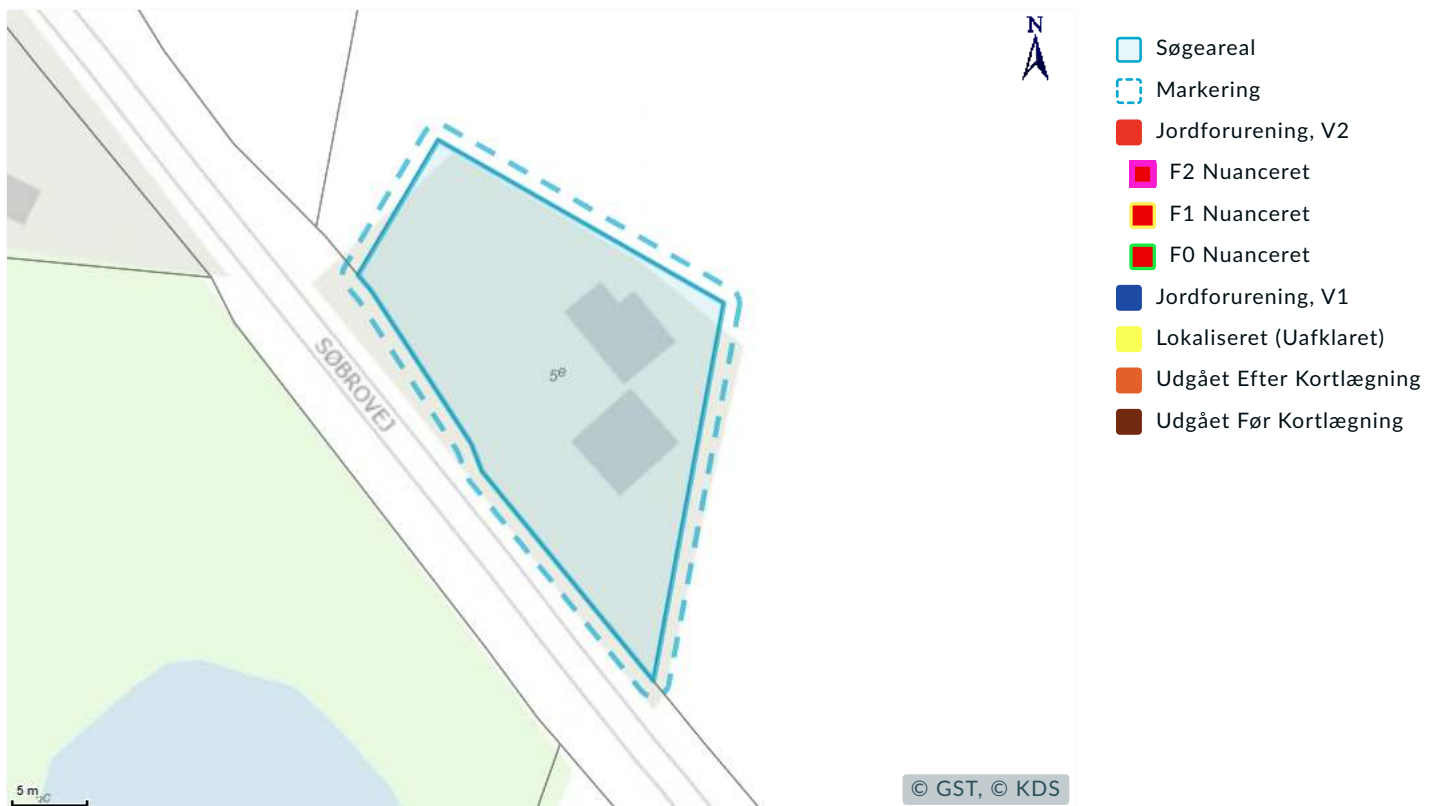 N
SØBROVEJ
5e
5 m
© GST, © KDS
Søgeareal
Markering
Jordforurening, V2
F2 Nuanceret
F1 Nuanceret
F0 Nuanceret
Jordforurening, V1
Lokaliseret (Uafklaret)
Udgået Efter Kortlægning
Udgået Før Kortlægning